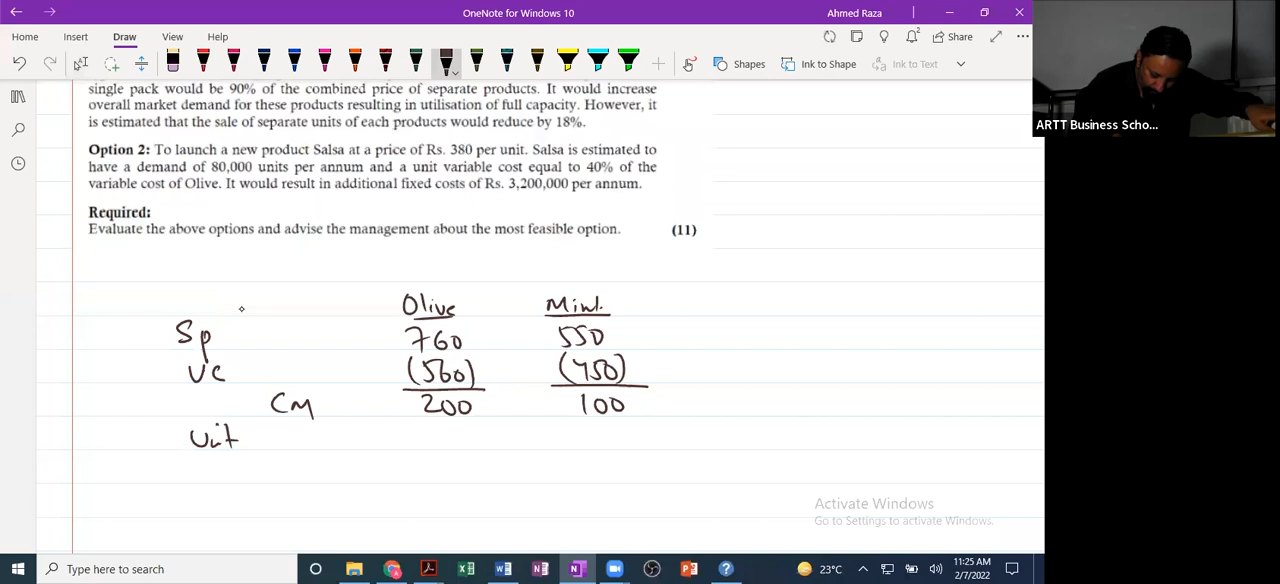 OneNote for Windows 10
Ahmed Raza
Home Insert Draw View Help
Share
Shapes Ink to Shape Ink to Text
single pack would be 90% of the combined price of separate products. It would increase
overall market demand for these products resulting in utilisation of full capacity. However, it
is estimated that the sale of separate units of each products would reduce by 18%.
Option 2: To launch a new product Salsa at a price of Rs. 380 per unit. Salsa is estimated to
have a demand of 80,000 units per annum and a unit variable cost equal to 40% of the
variable cost of Olive. It would result in additional fixed costs of Rs. 3,200,000 per annum.
Required:
Evaluate the above options and advise the management about the most feasible option. (11)
Olive Mint.
Sp 760 550
VC (560) (450)
CM 200 100
Unit
Activate Windows
Go to Settings to activate Windows.
ARTT Business Scho...
Type here to search
23°C
11:25 AM
2/7/2022